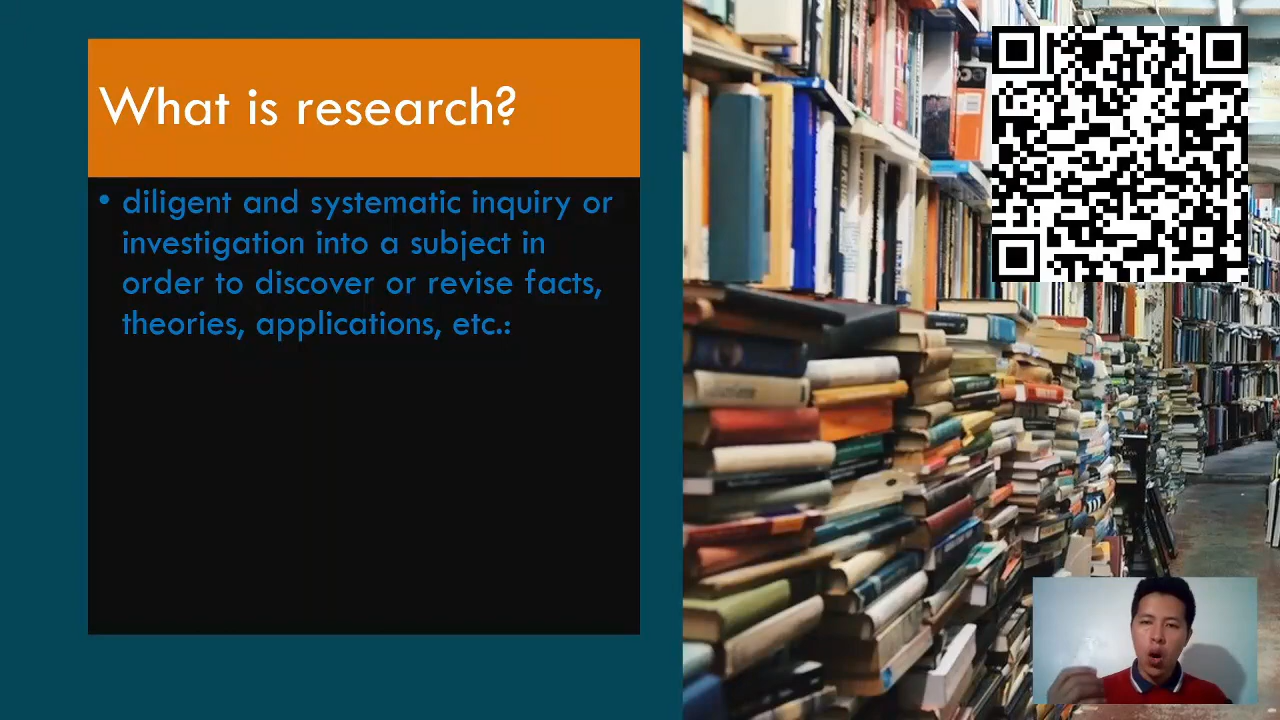 What is research?
• diligent and systematic inquiry or
investigation into a subject in
order to discover or revise facts,
theories, applications, etc.: